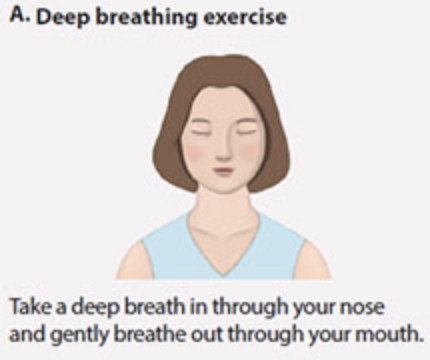 A. Deep breathing exercise
Take a deep breath in through your nose
and gently breathe out through your mouth.